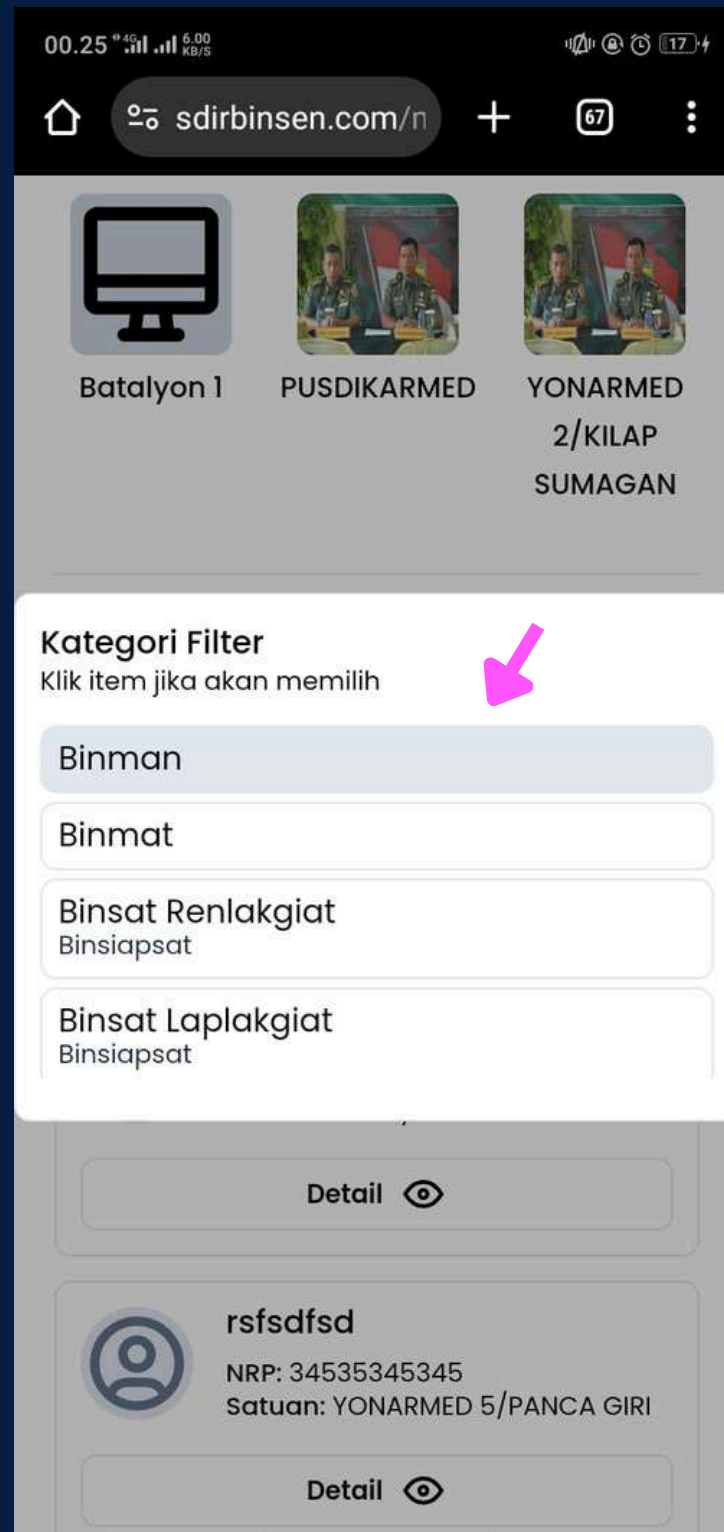 00.25 4G 6.00 KB/S 17
sdirbinsen.com/n 67
Batalyon 1
PUSDIKARMED
YONARMED
2/KILAP
SUMAGAN
Kategori Filter
Klik item jika akan memilih
Binman
Binmat
Binsat Renlakgiat
Binsiapsat
Binsat Laplakgiat
Binsiapsat
Detail
rsfsdfsd
NRP: 34535345345
Satuan: YONARMED 5/PANCA GIRI
Detail